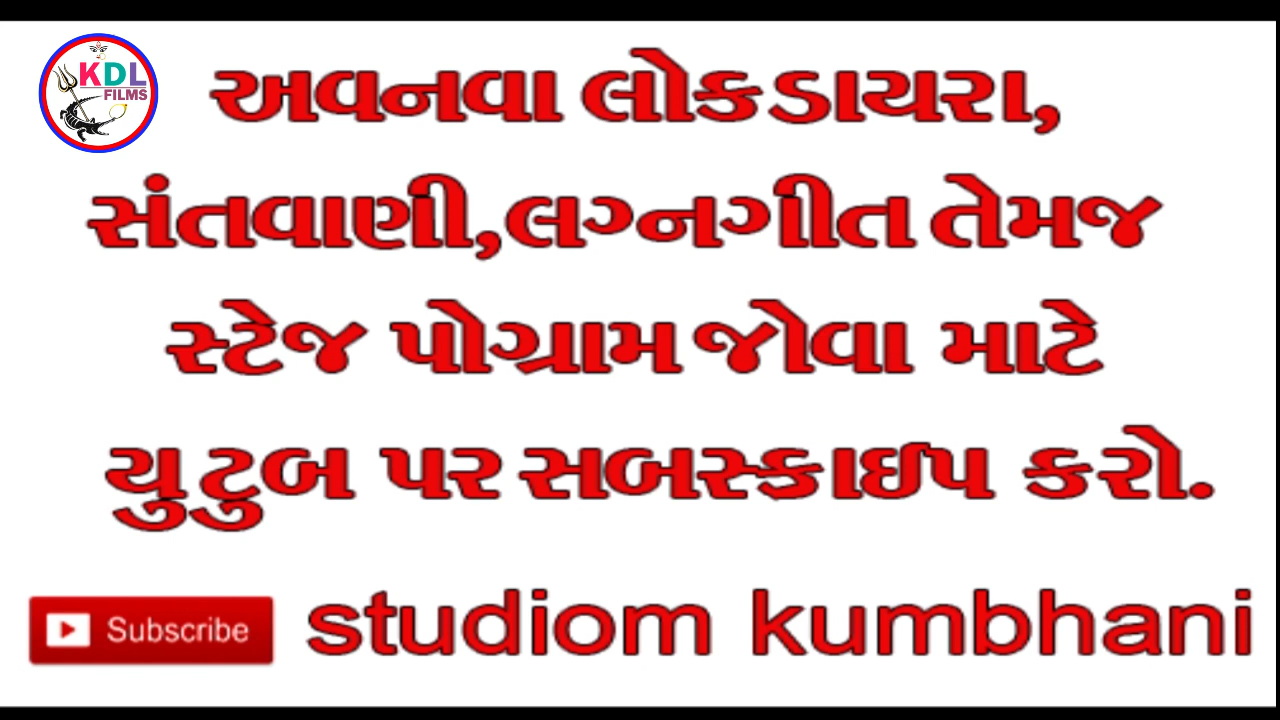 KDL
FILMS
અવનવા લોકડાયરા,
સંતવાણી,લગ્નગીત તેમજ
સ્ટેજ પોગ્રામ જોવા માટે
ચુ ટુબ પર સબસ્ક્રાઈપ કરો.
Subscribe studiom kumbhani